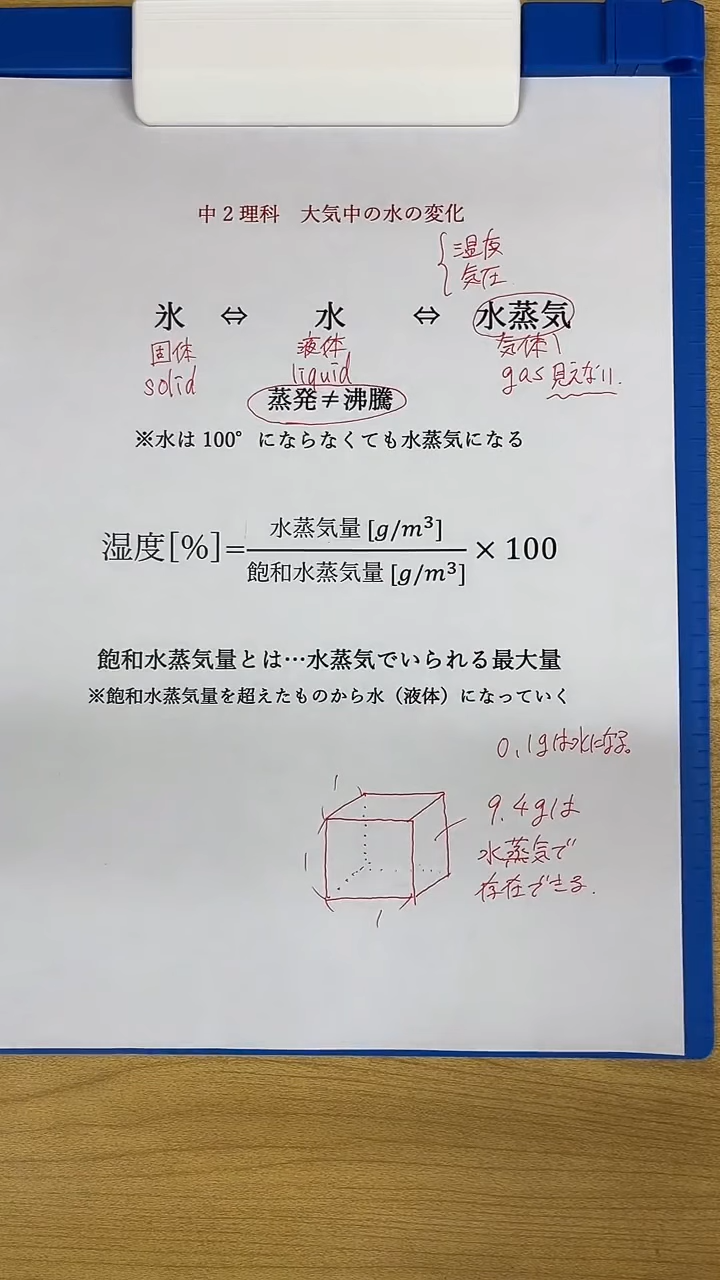 中２理科　大気中の水の変化
湿度
気圧
氷 ⇔ 水 ⇔ 水蒸気
固体 液体 気体
solid liquid gas 見えない.
蒸発≠沸騰
※水は 100° にならなくても水蒸気になる
湿度[%]=水蒸気量 [g/m³]/飽和水蒸気量 [g/m³] × 100
飽和水蒸気量とは…水蒸気でいられる最大量
※飽和水蒸気量を超えたものから水（液体）になっていく
0.1gは水になる。
9.4gは
水蒸気で
存在できる.
1
1
1